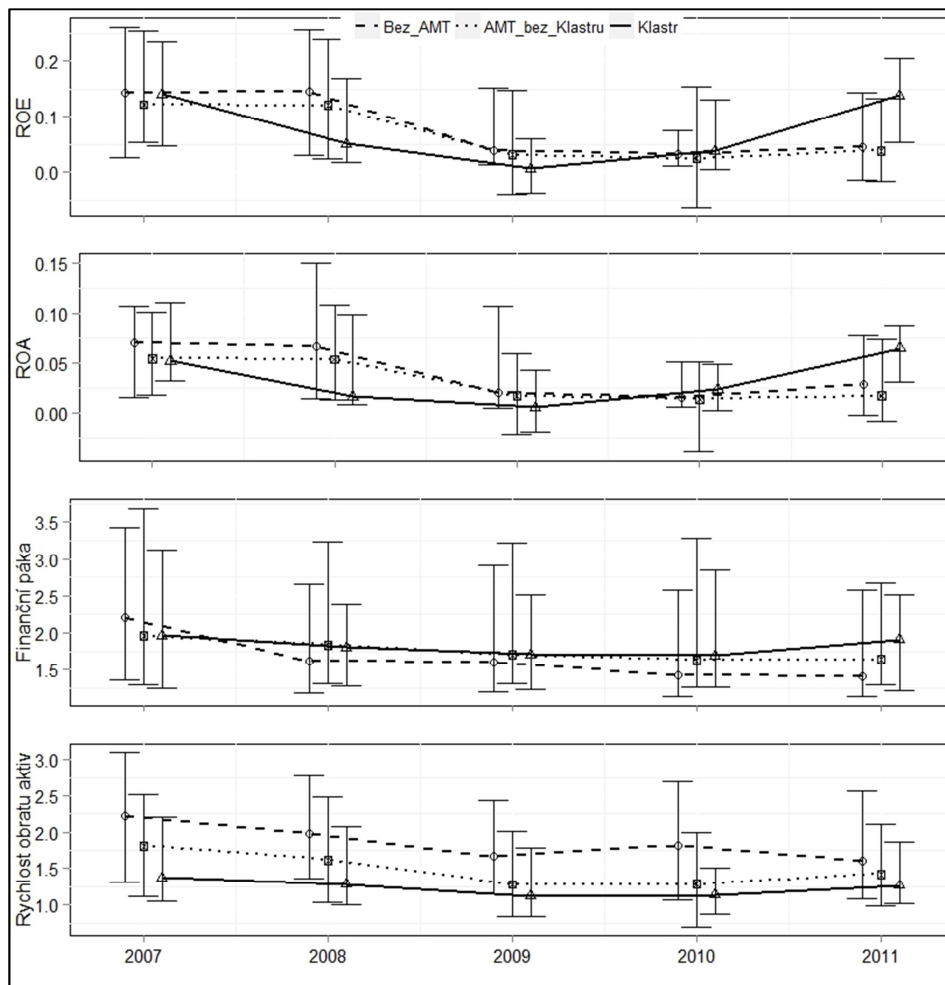 Bez_AMT AMT_bez_Klastru Klastr
ROE
0.2
0.1
0.0
ROA
0.15
0.10
0.05
0.00
Finanční páka
3.5
3.0
2.5
2.0
1.5
Rychlost obratu aktiv
3.0
2.5
2.0
1.5
1.0
2007 2008 2009 2010 2011